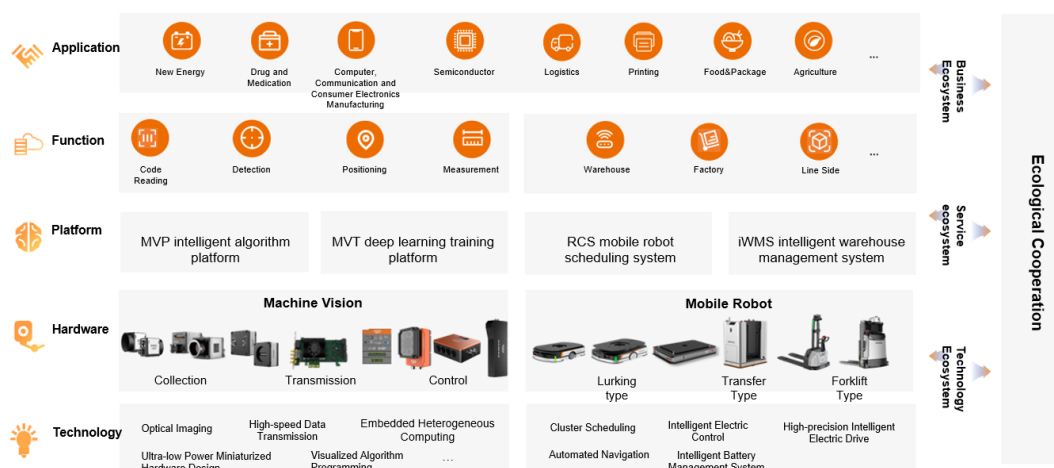 Application
New Energy
Drug and
Medication
Computer,
Communication and
Consumer Electronics
Manufacturing
Semiconductor
Logistics
Printing
Food&Package
Agriculture
...
Function
Code
Reading
Detection
Positioning
Measurement
Warehouse
Factory
Line Side
...
Platform
MVP intelligent algorithm
platform
MVT deep learning training
platform
RCS mobile robot
scheduling system
iWMS intelligent warehouse
management system
Hardware
Machine Vision
Collection
Transmission
Control
Mobile Robot
Lurking
type
Transfer
Type
Forklift
Type
Technology
Optical Imaging
High-speed Data
Transmission
Embedded Heterogeneous
Computing
Ultra-low Power Miniaturized
Hardware Design
Visualized Algorithm
Programming
...
Cluster Scheduling
Intelligent Electric
Control
High-precision Intelligent
Electric Drive
Automated Navigation
Intelligent Battery
Management System
Business
Ecosystem
Service
ecosystem
Technology
Ecosystem
Ecological Cooperation